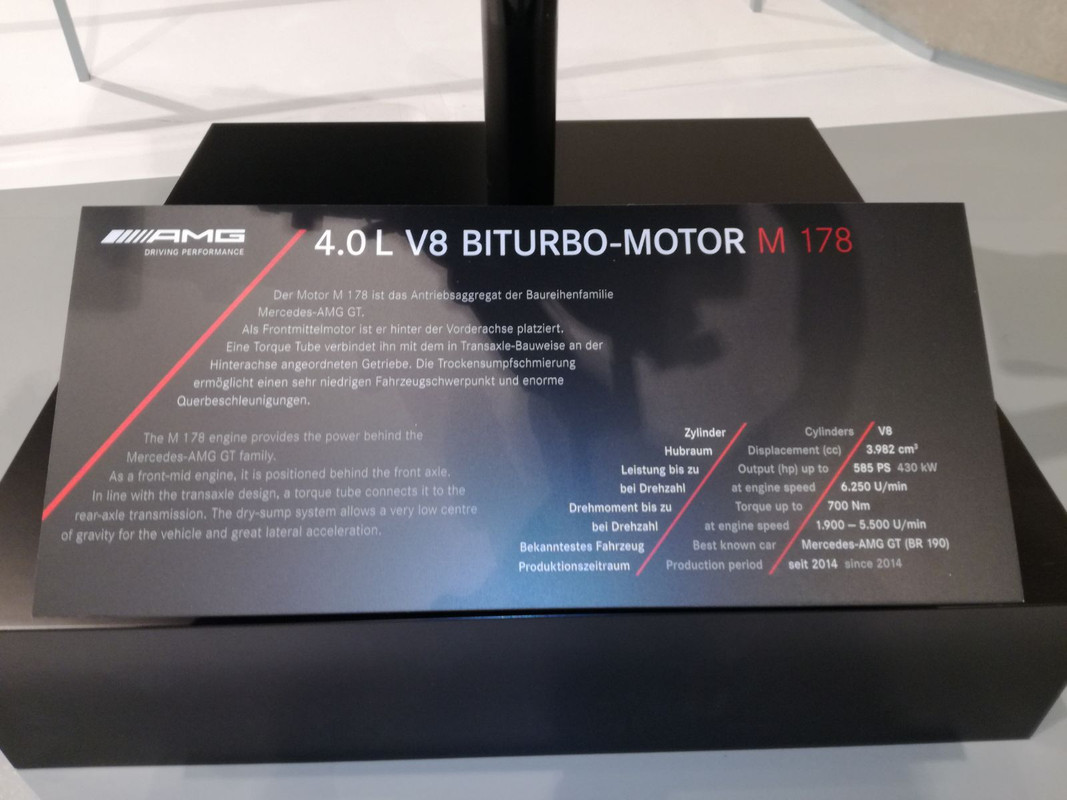 AMG
DRIVING PERFORMANCE
4.0 L V8 BITURBO-MOTOR M 178
Der Motor M 178 ist das Antriebsaggregat der Baureihenfamilie
Mercedes-AMG GT.
Als Frontmittelmotor ist er hinter der Vorderachse platziert.
Eine Torque Tube verbindet ihn mit dem in Transaxle-Bauweise an der
Hinterachse angeordneten Getriebe. Die Trockensumpfschmierung
ermöglicht einen sehr niedrigen Fahrzeugschwerpunkt und enorme
Querbeschleunigungen.
The M 178 engine provides the power behind the
Mercedes-AMG GT family.
As a front-mid engine, it is positioned behind the front axle.
In line with the transaxle design, a torque tube connects it to the
rear-axle transmission. The dry-sump system allows a very low centre
of gravity for the vehicle and great lateral acceleration.
Zylinder Cylinders V8
Hubraum Displacement (cc) 3.982 cm³
Leistung bis zu Output (hp) up to 585 PS 430 kW
bei Drehzahl at engine speed 6.250 U/min
Drehmoment bis zu Torque up to 700 Nm
bei Drehzahl at engine speed 1.900 – 5.500 U/min
Bekanntestes Fahrzeug Best known car Mercedes-AMG GT (BR 190)
Produktionszeitraum Production period seit 2014 since 2014